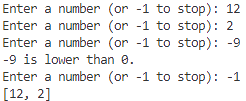 Enter a number (or -1 to stop): 12
Enter a number (or -1 to stop): 2
Enter a number (or -1 to stop): -9
-9 is lower than 0.
Enter a number (or -1 to stop): -1
[12, 2]